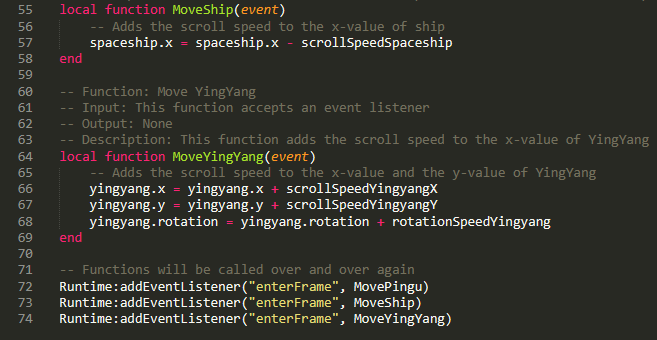 55 local function MoveShip(event)
56 -- Adds the scroll speed to the x-value of ship
57 spaceship.x = spaceship.x - scrollSpeedSpaceship
58 end
59
60 -- Function: Move YingYang
61 -- Input: This function accepts an event listener
62 -- Output: None
63 -- Description: This function adds the scroll speed to the x-value of YingYang
64 local function MoveYingYang(event)
65 -- Adds the scroll speed to the x-value and the y-value of YingYang
66 yingyang.x = yingyang.x + scrollSpeedYingyangX
67 yingyang.y = yingyang.y + scrollSpeedYingyangY
68 yingyang.rotation = yingyang.rotation + rotationSpeedYingyang
69 end
70
71 -- Functions will be called over and over again
72 Runtime:addEventListener("enterFrame", MovePingu)
73 Runtime:addEventListener("enterFrame", MoveShip)
74 Runtime:addEventListener("enterFrame", MoveYingYang)